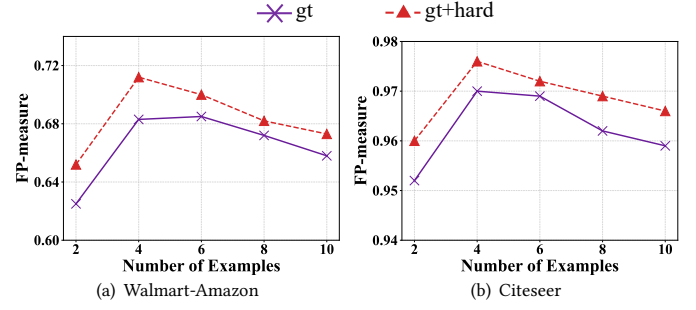 gt
gt+hard
0.72
0.68
0.64
0.60
FP-measure
2 4 6 8 10
Number of Examples
(a) Walmart-Amazon
0.98
0.97
0.96
0.95
0.94
FP-measure
2 4 6 8 10
Number of Examples
(b) Citeseer